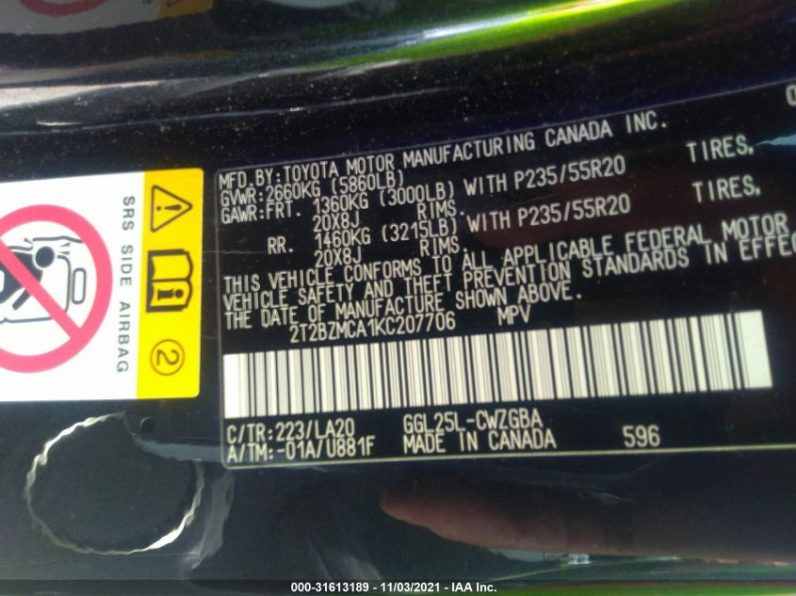 MFD.BY:TOYOTA MOTOR MANUFACTURING CANADA INC.
GVWR:2660KG (5860LB)
GAWR:FRT. 1360KG (3000LB) WITH P235/55R20 TIRES,
20X8J RIMS.
RR. 1460KG (3215LB) WITH P235/55R20 TIRES,
20X8J RIMS.
THIS VEHICLE CONFORMS TO ALL APPLICABLE FEDERAL MOTOR
VEHICLE SAFETY AND THEFT PREVENTION STANDARDS IN EFFEC
THE DATE OF MANUFACTURE SHOWN ABOVE.
2T2BZMCA1KC207706 MPV
C/TR:223/LA20 GGL25L-CWZGBA
A/TM:-01A/U881F MADE IN CANADA 596
SRS SIDE AIRBAG
2
000-31613189 - 11/03/2021 - IAA Inc.